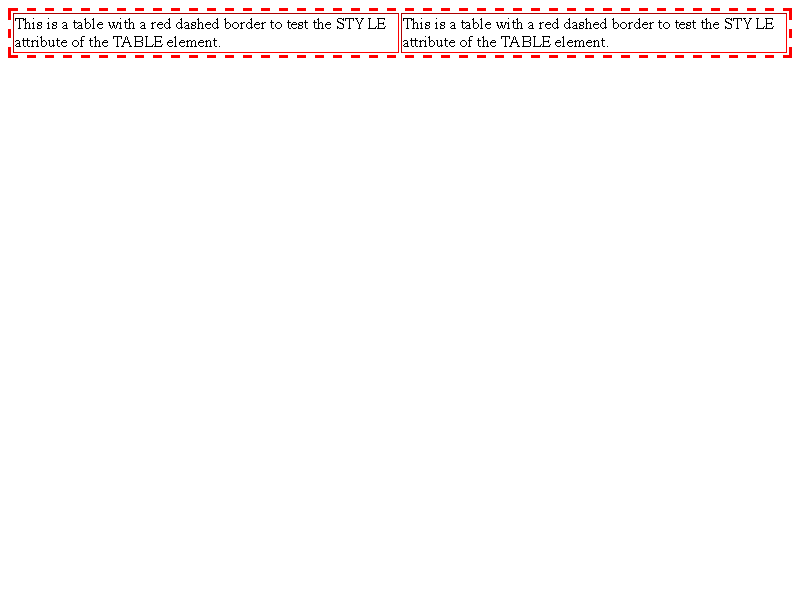 This is a table with a red dashed border to test the STYLE
attribute of the TABLE element.
This is a table with a red dashed border to test the STYLE
attribute of the TABLE element.